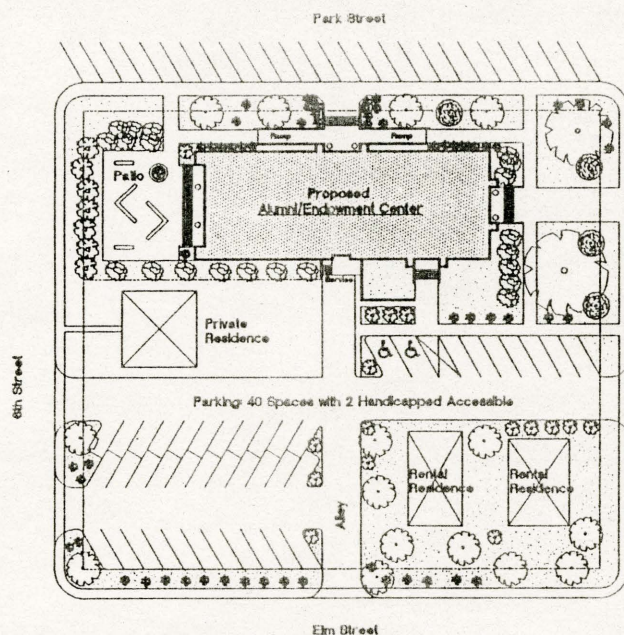 Park Street
Ramp
Ramp
Patio
Proposed
Alumni/Endowment Center
Service
Private
Residence
6th Street
Parking: 40 Spaces with 2 Handicapped Accessible
Rental
Residence
Rental
Residence
Alley
Elm Street